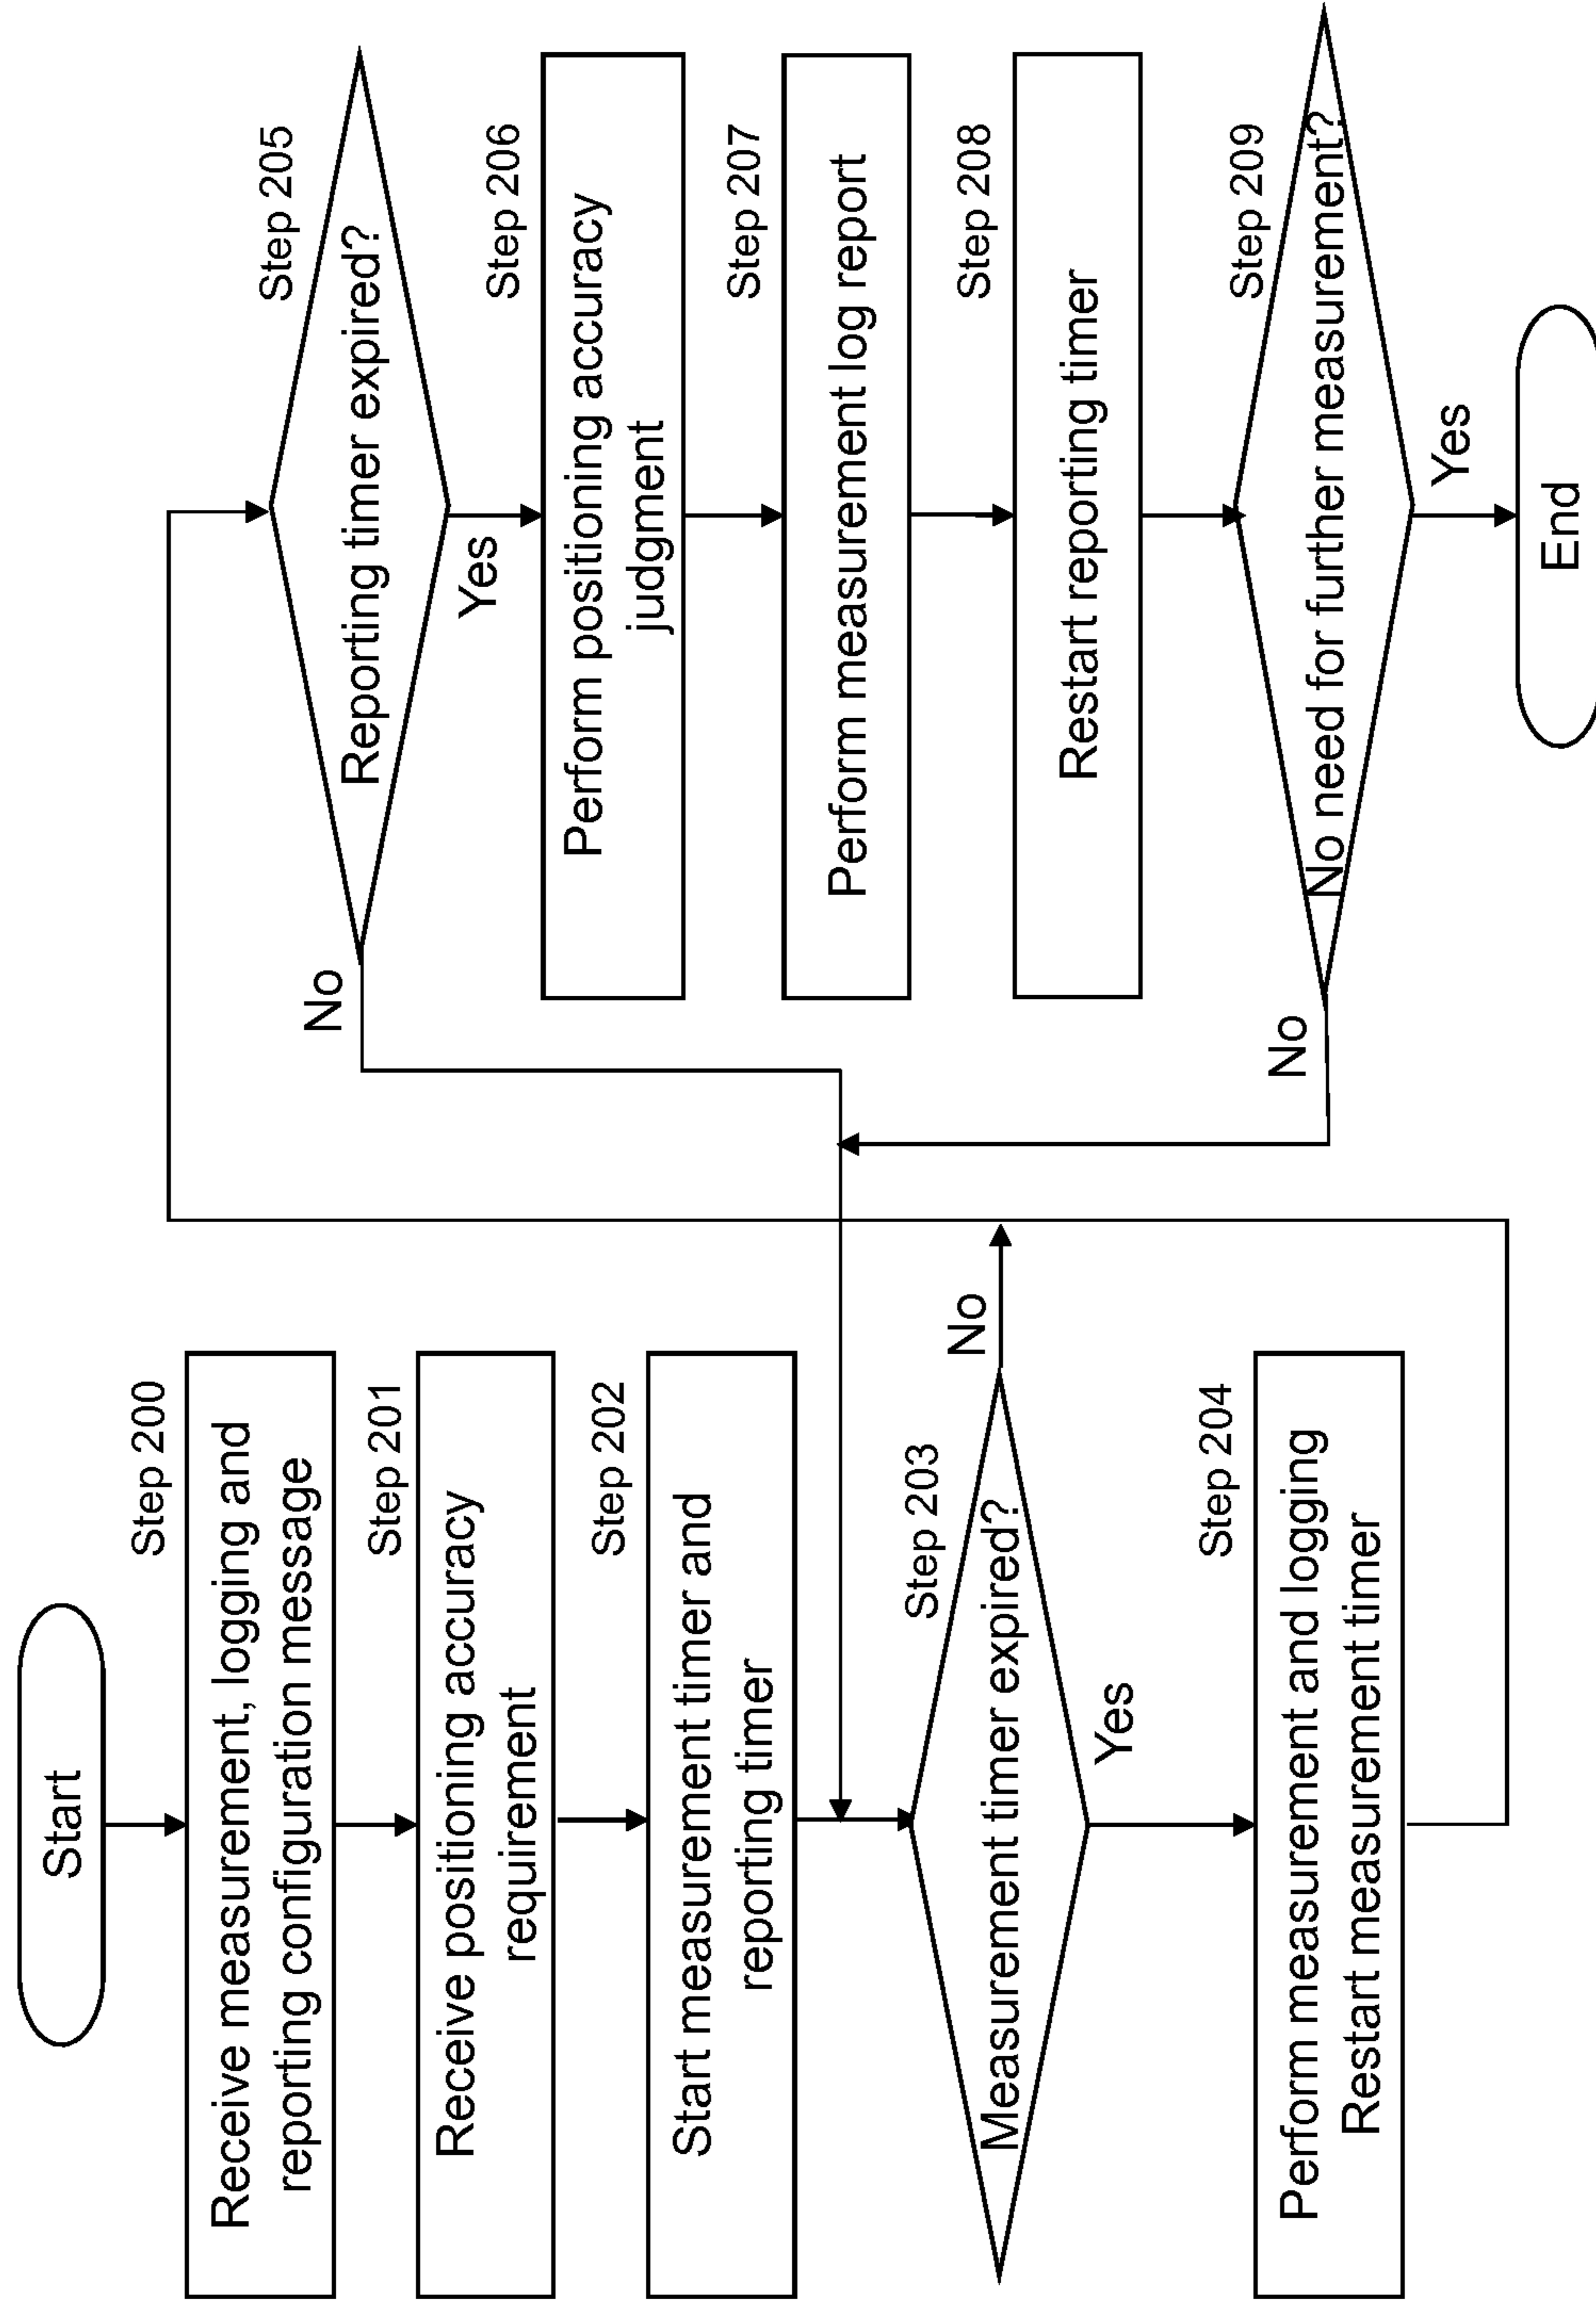 Start
Step 200
Receive measurement, logging and
reporting configuration message
Step 201
Receive positioning accuracy
requirement
Step 202
Start measurement timer and
reporting timer
Step 203
Measurement timer expired?
No
Yes
Step 204
Perform measurement and logging
Restart measurement timer
Step 205
Reporting timer expired?
No
Yes
Step 206
Perform positioning accuracy
judgment
Step 207
Perform measurement log report
Step 208
Restart reporting timer
Step 209
No need for further measurement?
No
Yes
End